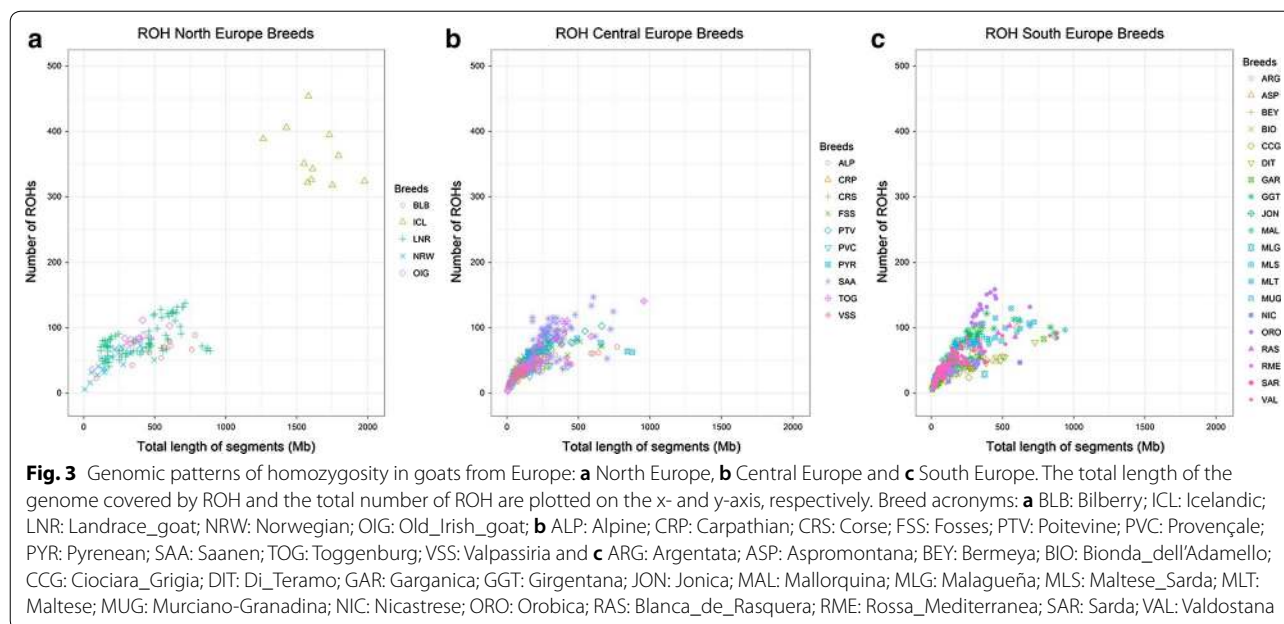 a
ROH North Europe Breeds
500
400
300
200
100
0
Number of ROHs
0
500
1000
1500
2000
Total length of segments (Mb)
Breeds
BLB
ICL
LNR
NRW
OIG
b
ROH Central Europe Breeds
500
400
300
200
100
0
Number of ROHs
0
500
1000
1500
2000
Total length of segments (Mb)
Breeds
ALP
CRP
CRS
FSS
PTV
PVC
PYR
SAA
TOG
VSS
c
ROH South Europe Breeds
500
400
300
200
100
0
Number of ROHs
0
500
1000
1500
2000
Total length of segments (Mb)
Breeds
ARG
ASP
BEY
BIO
CCG
DIT
GAR
GGT
JON
MAL
MLG
MLS
MLT
MUG
NIC
ORO
RAS
RME
SAR
VAL
Fig. 3 Genomic patterns of homozygosity in goats from Europe: a North Europe, b Central Europe and c South Europe. The total length of the
genome covered by ROH and the total number of ROH are plotted on the x- and y-axis, respectively. Breed acronyms: a BLB: Bilberry; ICL: Icelandic;
LNR: Landrace_goat; NRW: Norwegian; OIG: Old_Irish_goat; b ALP: Alpine; CRP: Carpathian; CRS: Corse; FSS: Fosses; PTV: Poitevine; PVC: Provençale;
PYR: Pyrenean; SAA: Saanen; TOG: Toggenburg; VSS: Valpassiria and c ARG: Argentata; ASP: Aspromontana; BEY: Bermeya; BIO: Bionda_dell'Adamello;
CCG: Ciociara_Grigia; DIT: Di_Teramo; GAR: Garganica; GGT: Girgentana; JON: Jonica; MAL: Mallorquina; MLG: Malagueña; MLS: Maltese_Sarda; MLT:
Maltese; MUG: Murciano-Granadina; NIC: Nicastrese; ORO: Orobica; RAS: Blanca_de_Rasquera; RME: Rossa_Mediterranea; SAR: Sarda; VAL: Valdostana